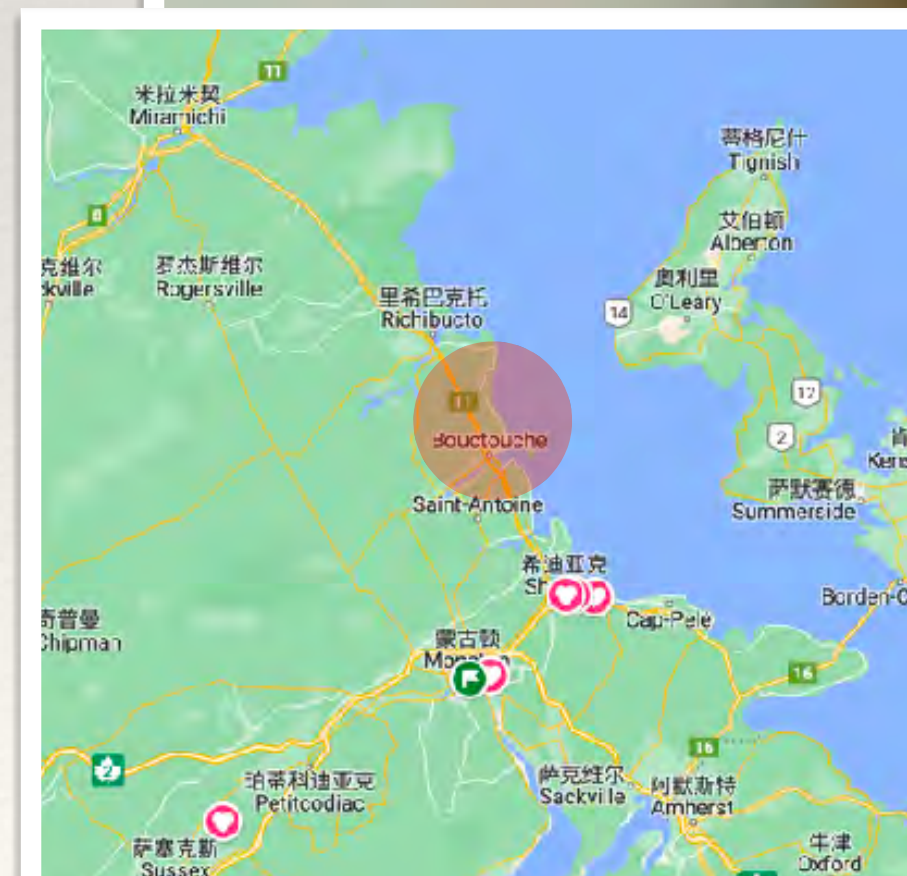 11
米拉米契
Miramichi
蒂格尼什
Tignish
8
艾伯顿
Alberton
克维尔
kville
罗杰斯维尔
Rogersville
奥利里
O'Leary
里希巴克托
Richibucto
14
11
12
Bouctouche
2
肯
Kens
Saint-Antoine
萨默赛德
Summerside
希迪亚克
Sh
Borden-C
奇普曼
Chipman
Cap-Pelé
蒙古顿
16
16
2
泊蒂科迪亚克
Petitcodiac
萨克维尔
Sackville
阿默斯特
Amherst
萨塞克斯
Sussex
牛津
Oxford